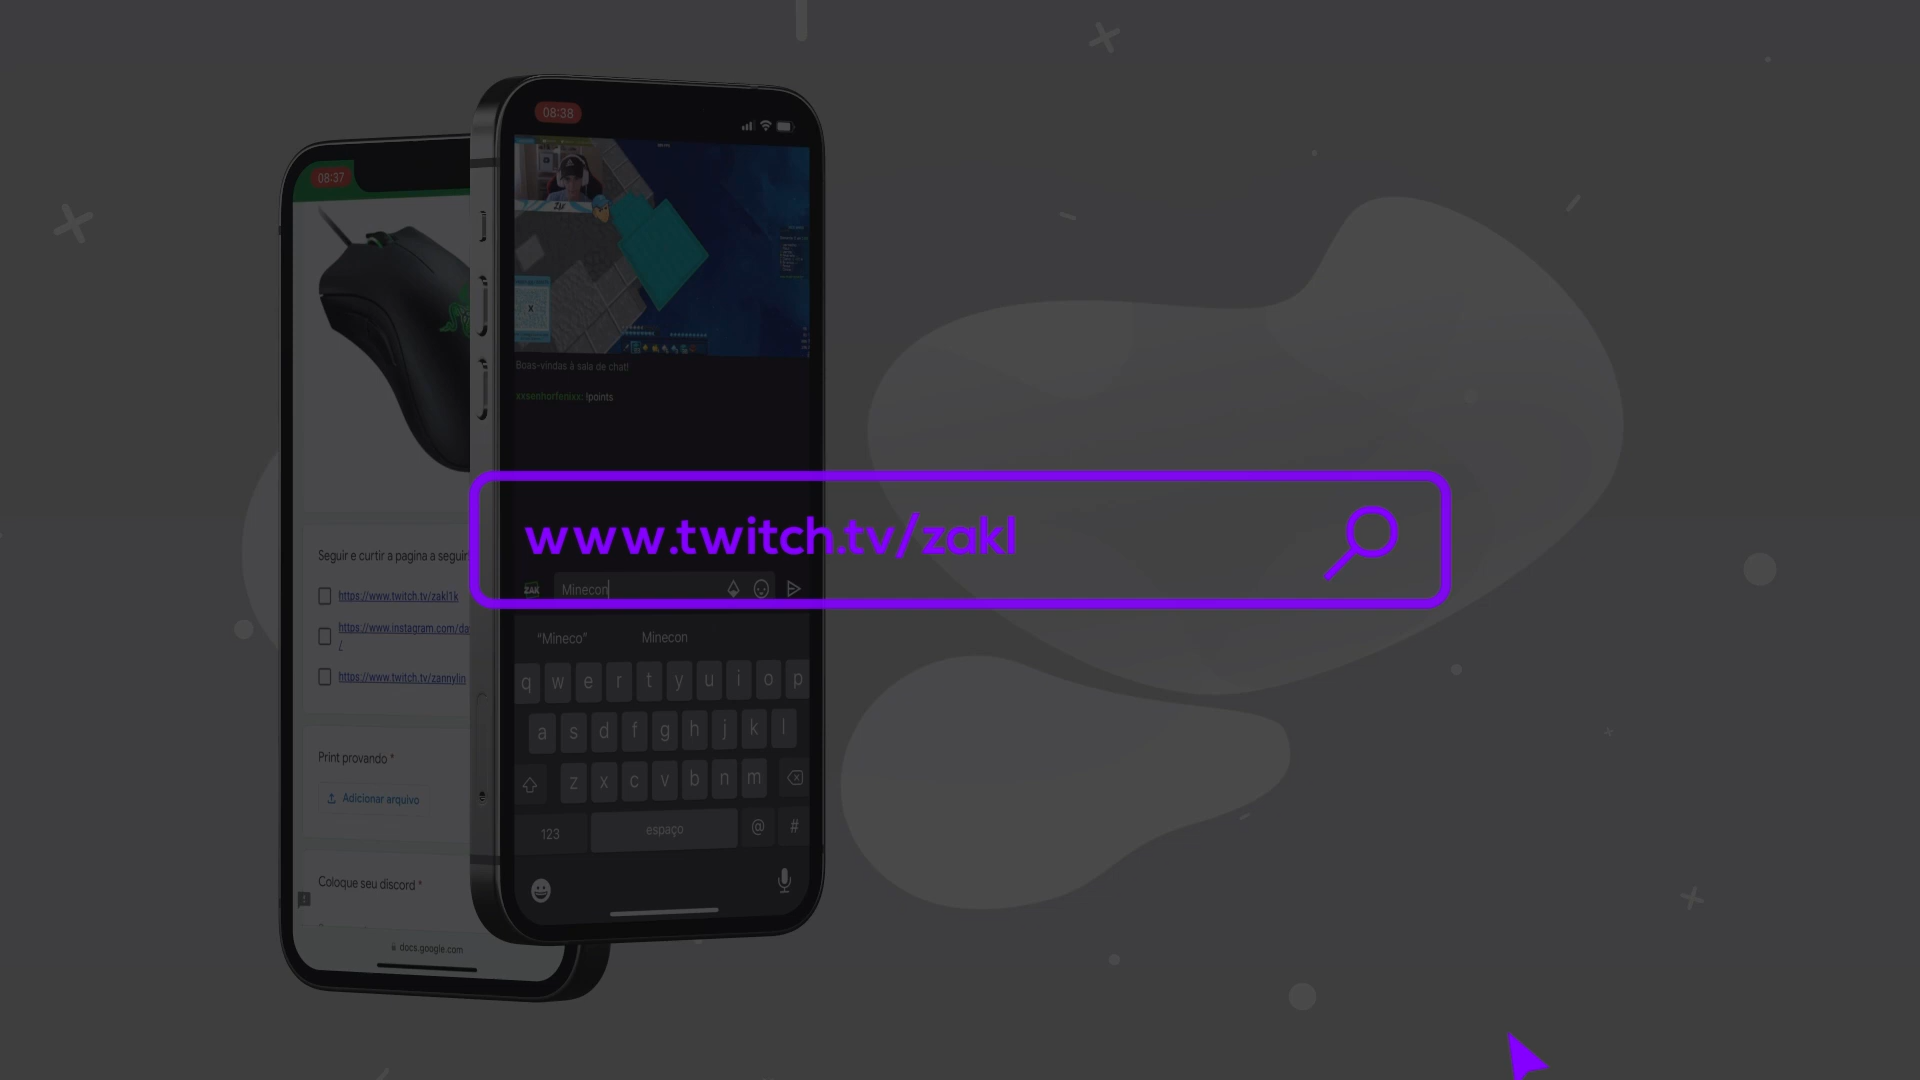 08:38
08:37
Boas-vindas à sala de chat!
xxsenhorfenixx: !points
www.twitch.tv/zakl
Seguir e curtir a pagina a seguir
https://www.twitch.tv/zakl1k
https://www.instagram.com/da
/
https://www.twitch.tv/zannylin
ZAK
Minecon
"Mineco" Minecon
q w e r t y u i o p
a s d f g h j k l
z x c v b n m
123 espaço @ #
Print provando *
Adicionar arquivo
Coloque seu discord *
docs.google.com